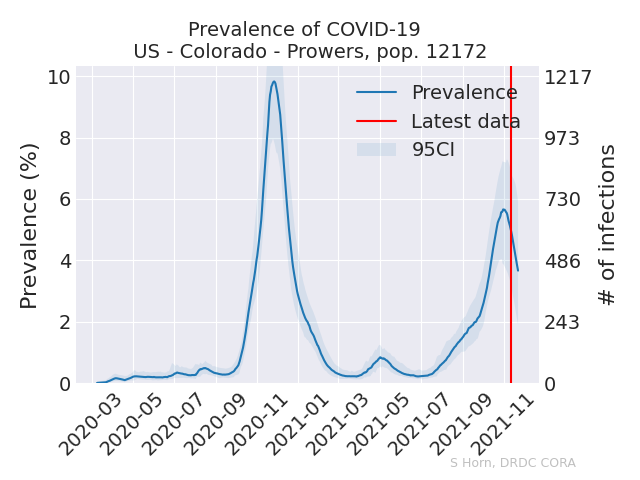 Prevalence of COVID-19
US - Colorado - Prowers, pop. 12172
Prevalence (%)
10
8
6
4
2
0
1217
973
730
486
243
0
# of infections
Prevalence
Latest data
95CI
2020-03
2020-05
2020-07
2020-09
2020-11
2021-01
2021-03
2021-05
2021-07
2021-09
2021-11
S Horn, DRDC CORA